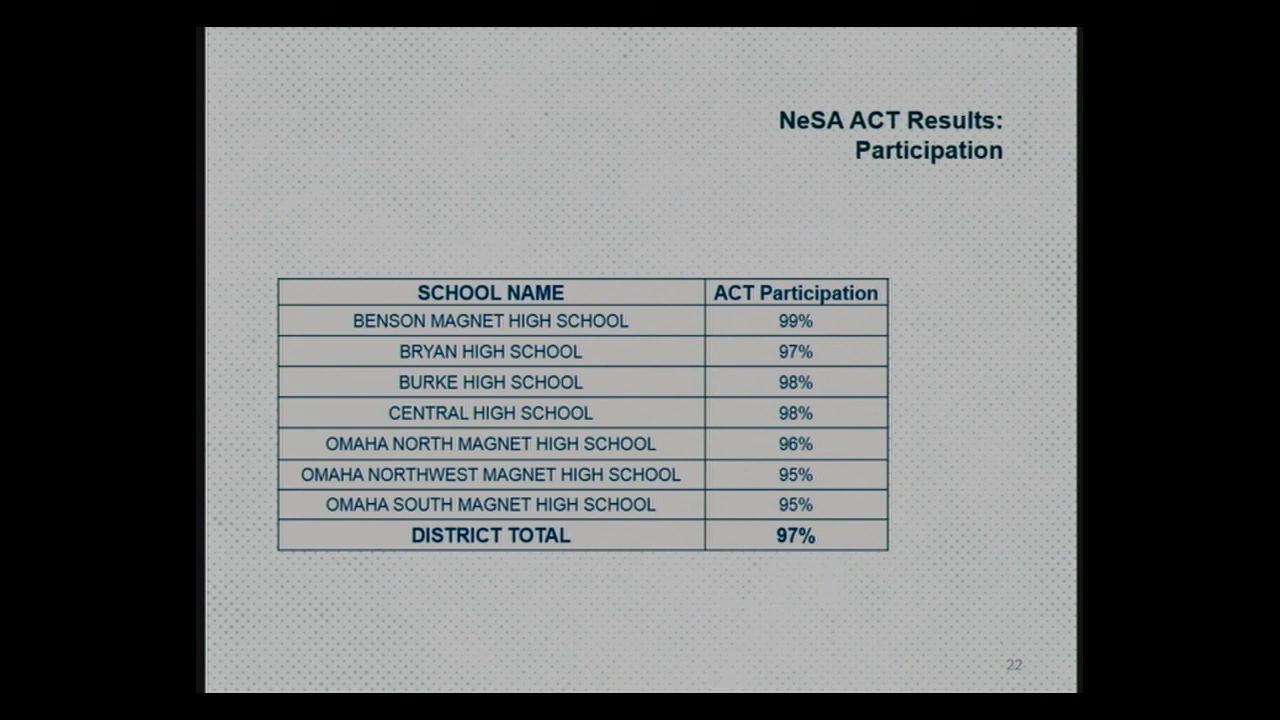 NeSA ACT Results:
Participation
SCHOOL NAME ACT Participation
BENSON MAGNET HIGH SCHOOL 99%
BRYAN HIGH SCHOOL 97%
BURKE HIGH SCHOOL 98%
CENTRAL HIGH SCHOOL 98%
OMAHA NORTH MAGNET HIGH SCHOOL 96%
OMAHA NORTHWEST MAGNET HIGH SCHOOL 95%
OMAHA SOUTH MAGNET HIGH SCHOOL 95%
DISTRICT TOTAL 97%
22